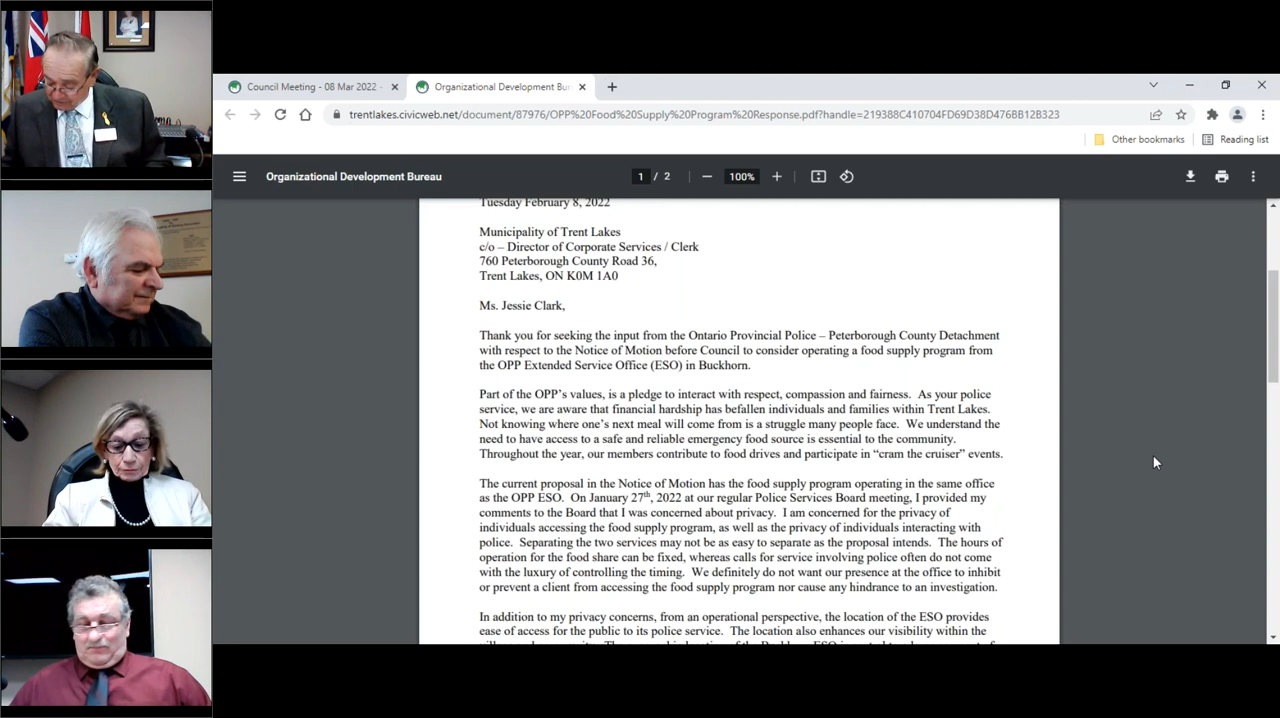 Council Meeting - 08 Mar 2022 -
Organizational Development Bu
trentlakes.civicweb.net/document/87976/OPP%20Food%20Supply%20Program%20Response.pdf?handle=219388C410704FD69D38D476BB12B323
Other bookmarks
Reading list
Organizational Development Bureau
1 / 2
100%
Tuesday February 8, 2022
Municipality of Trent Lakes
c/o – Director of Corporate Services / Clerk
760 Peterborough County Road 36,
Trent Lakes, ON K0M 1A0
Ms. Jessie Clark,
Thank you for seeking the input from the Ontario Provincial Police – Peterborough County Detachment
with respect to the Notice of Motion before Council to consider operating a food supply program from
the OPP Extended Service Office (ESO) in Buckhorn.
Part of the OPP's values, is a pledge to interact with respect, compassion and fairness. As your police
service, we are aware that financial hardship has befallen individuals and families within Trent Lakes.
Not knowing where one's next meal will come from is a struggle many people face. We understand the
need to have access to a safe and reliable emergency food source is essential to the community.
Throughout the year, our members contribute to food drives and participate in “cram the cruiser” events.
The current proposal in the Notice of Motion has the food supply program operating in the same office
as the OPP ESO. On January 27th, 2022 at our regular Police Services Board meeting, I provided my
comments to the Board that I was concerned about privacy. I am concerned for the privacy of
individuals accessing the food supply program, as well as the privacy of individuals interacting with
police. Separating the two services may not be as easy to separate as the proposal intends. The hours of
operation for the food share can be fixed, whereas calls for service involving police often do not come
with the luxury of controlling the timing. We definitely do not want our presence at the office to inhibit
or prevent a client from accessing the food supply program nor cause any hindrance to an investigation.
In addition to my privacy concerns, from an operational perspective, the location of the ESO provides
ease of access for the public to its police service. The location also enhances our visibility within the